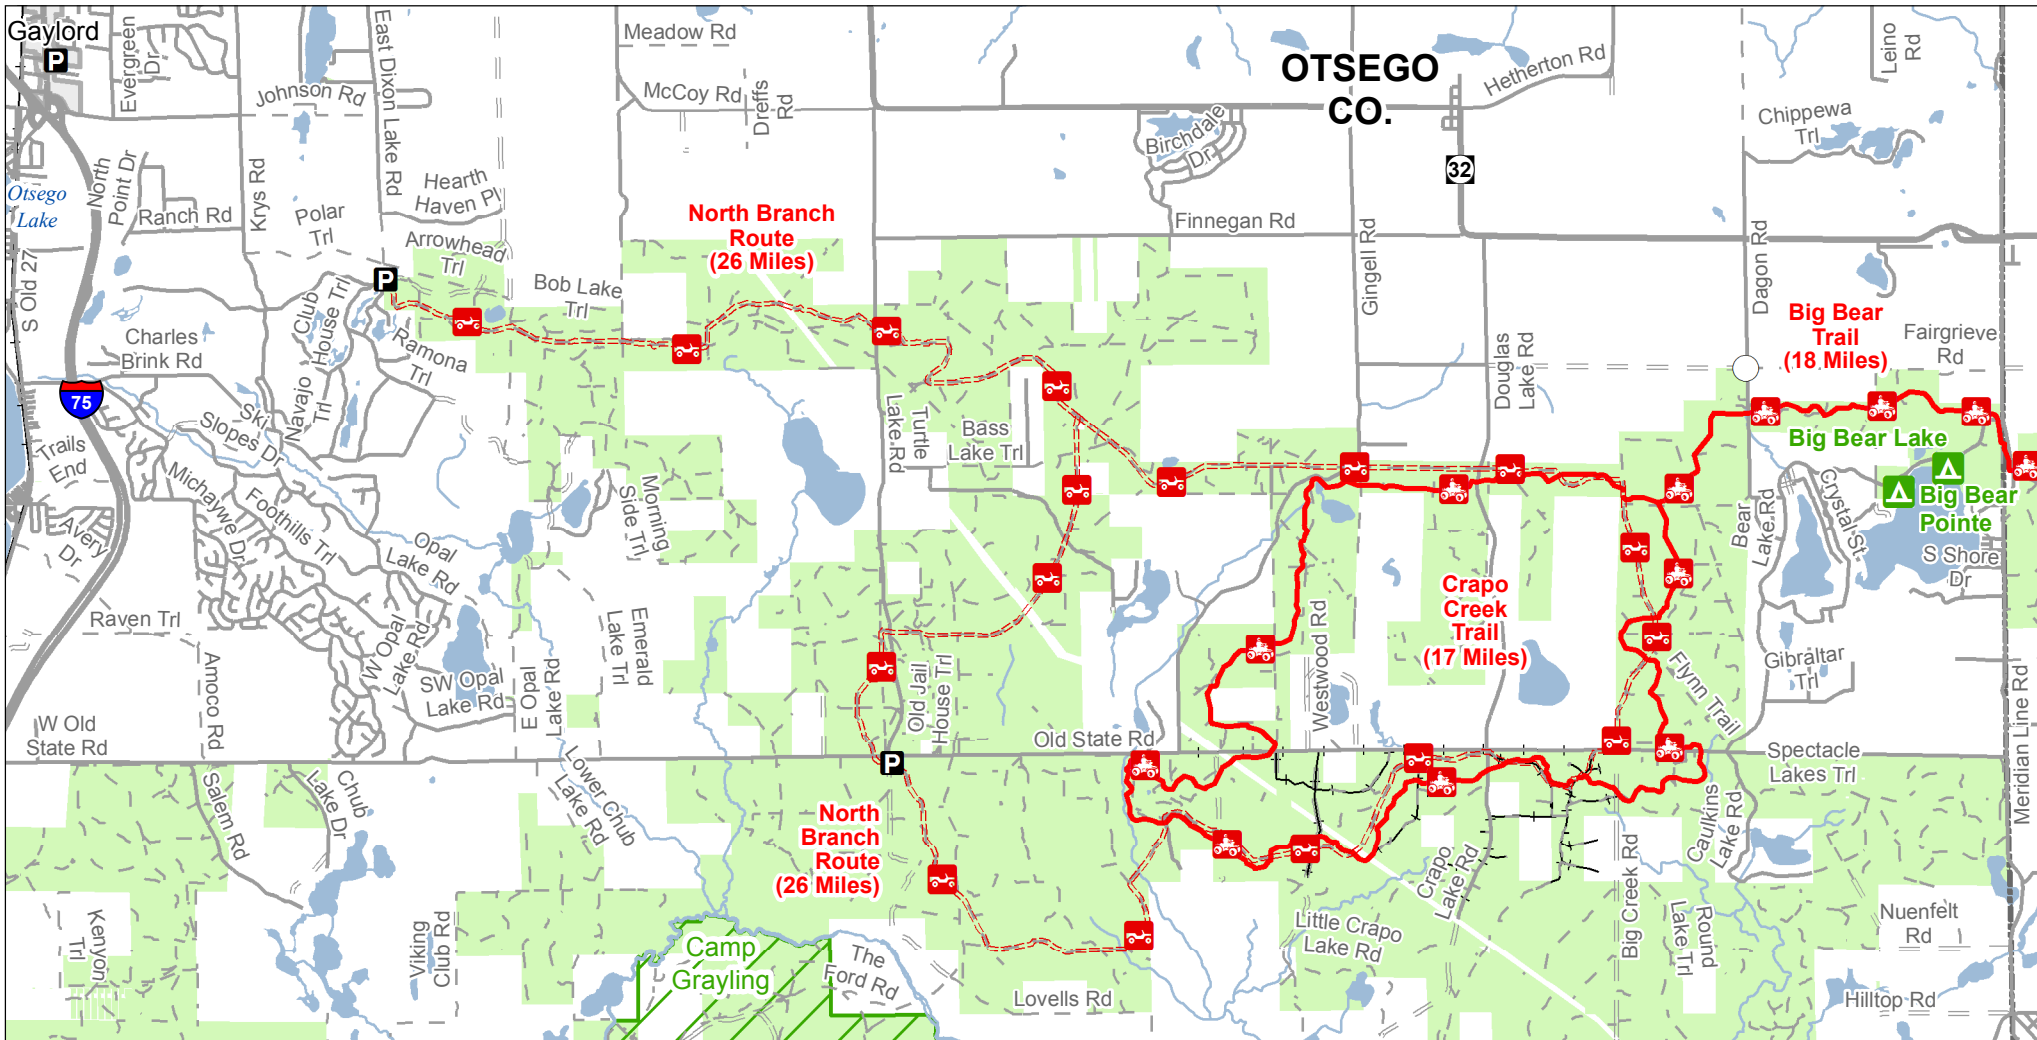 Gaylord
P
Evergreen
Dr
East Dixon Lake Rd
Johnson Rd
Meadow Rd
McCoy Rd
Dreffs
Rd
OTSEGO
CO.
Hetherton Rd
Leino
Rd
Chippewa
Trl
Birchdale
Dr
32
Otsego
Lake
North
Point Dr
Ranch Rd
Krys Rd
Polar
Trl
Hearth
Haven Pl
Arrowhead
Trl
P
North Branch
Route
(26 Miles)
Finnegan Rd
Gingell Rd
Dagon Rd
S Old 27
Club
House Trl
Bob Lake
Trl
Charles
Brink Rd
Ramona
Trl
Navajo
Trl
75
Ski
Slopes Dr
Turtle
Lake Rd
Bass
Lake Trl
Douglas
Lake Rd
Big Bear
Trail
(18 Miles)
Fairgrieve
Rd
Big Bear Lake
Big Bear
Pointe
Trails
End
Michaywe Dr
Foothills Trl
Avery
Dr
Opal
Lake Rd
Morning
Side Trl
Bear
Lake Rd
Crystal St
S Shore
Dr
Raven Trl
W Opal
Lake Rd
SW Opal
Lake Rd
E Opal
Lake Rd
Emerald
Lake Trl
Old Jail
House Trl
Westwood Rd
Crapo
Creek
Trail
(17 Miles)
Flynn Trail
Gibraltar
Trl
Meridian Line Rd
W Old
State Rd
Amoco Rd
Old State Rd
P
Spectacle
Lakes Trl
Salem Rd
Chub
Lake Dr
Lower Chub
Lake Rd
North
Branch
Route
(26 Miles)
Crapo
Lake Rd
Caulkins
Lake Rd
Big Creek Rd
Kenyon
Trl
Viking
Club Rd
Camp
Grayling
The
Ford Rd
Lovells Rd
Little Crapo
Lake Rd
Round
Lake Trl
Nuenfelt
Rd
Hilltop Rd